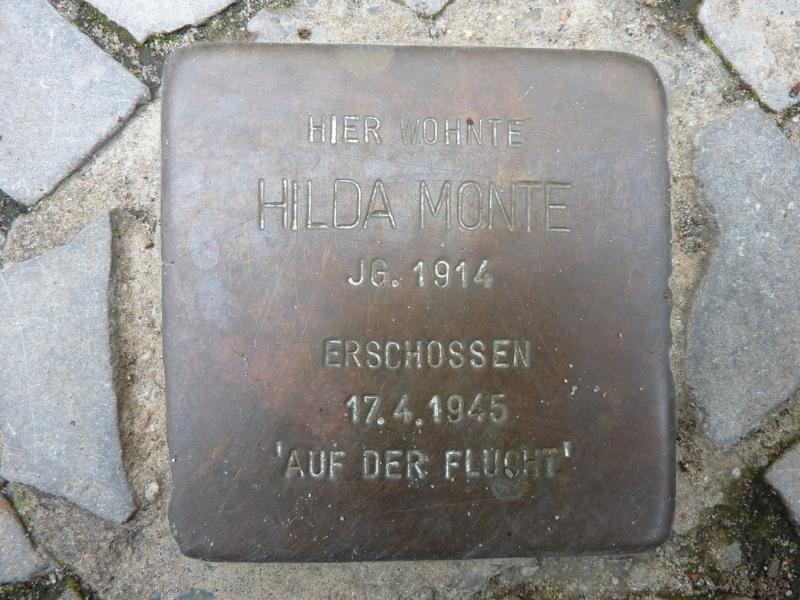 HIER WOHNTE
HILDA MONTE
JG. 1914
ERSCHOSSEN
17.4.1945
'AUF DER FLUCHT'